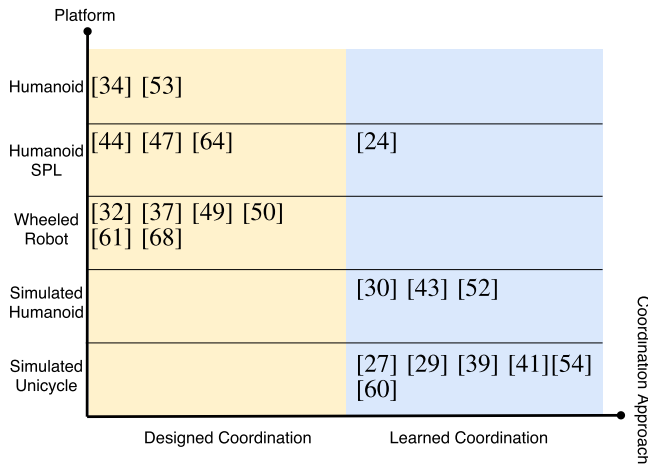 Platform
Humanoid
[34] [53]
Humanoid
SPL
[44] [47] [64]
[24]
Wheeled
Robot
[32] [37] [49] [50]
[61] [68]
Simulated
Humanoid
[30] [43] [52]
Simulated
Unicycle
[27] [29] [39] [41][54]
[60]
Designed Coordination
Learned Coordination
Coordination Approach